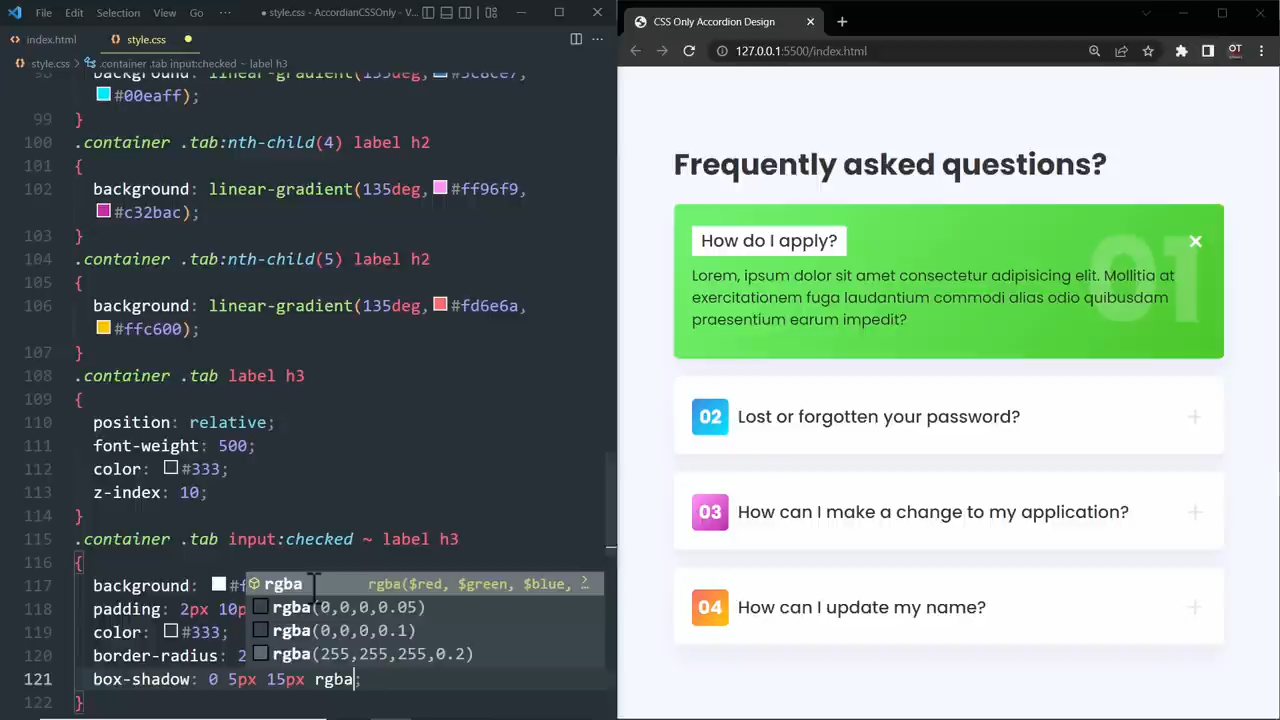 File Edit Selection View Go ··· ● style.css - AccordianCSSOnly - V...
index.html style.css ●
style.css > .container .tab input:checked ~ label h3
#00eaff);
99 }
100 .container .tab:nth-child(4) label h2
101 {
102 background: linear-gradient(135deg, #ff96f9,
#c32bac);
103 }
104 .container .tab:nth-child(5) label h2
105 {
106 background: linear-gradient(135deg, #fd6e6a,
#ffc600);
107 }
108 .container .tab label h3
109 {
110 position: relative;
111 font-weight: 500;
112 color: #333;
113 z-index: 10;
114 }
115 .container .tab input:checked ~ label h3
116 {
117 background: #f
118 padding: 2px 10p
119 color: #333;
120 border-radius: 2
121 box-shadow: 0 5px 15px rgba;
122 }
rgba rgba($red, $green, $blue, …
rgba(0,0,0,0.05)
rgba(0,0,0,0.1)
rgba(255,255,255,0.2)
CSS Only Accordion Design
127.0.0.1:5500/index.html
OT
Frequently asked questions?
How do I apply?
01
Lorem, ipsum dolor sit amet consectetur adipisicing elit. Mollitia at
exercitationem fuga laudantium commodi alias odio quibusdam
praesentium earum impedit?
02 Lost or forgotten your password?
03 How can I make a change to my application?
04 How can I update my name?